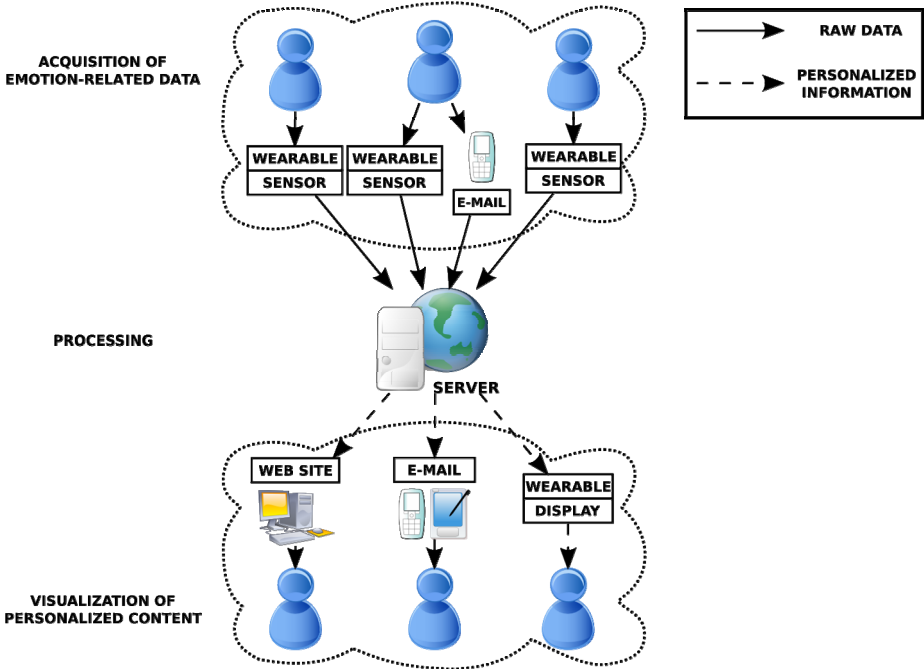 ACQUISITION OF
EMOTION-RELATED DATA
RAW DATA
PERSONALIZED
INFORMATION
WEARABLE
SENSOR
WEARABLE
SENSOR
E-MAIL
WEARABLE
SENSOR
PROCESSING
SERVER
WEB SITE
E-MAIL
WEARABLE
DISPLAY
VISUALIZATION OF
PERSONALIZED CONTENT